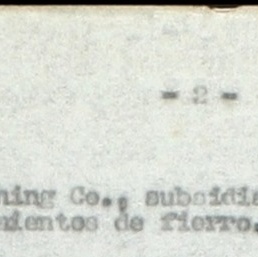 - 2 -
ning Co., subsidia
mientos de fierro.